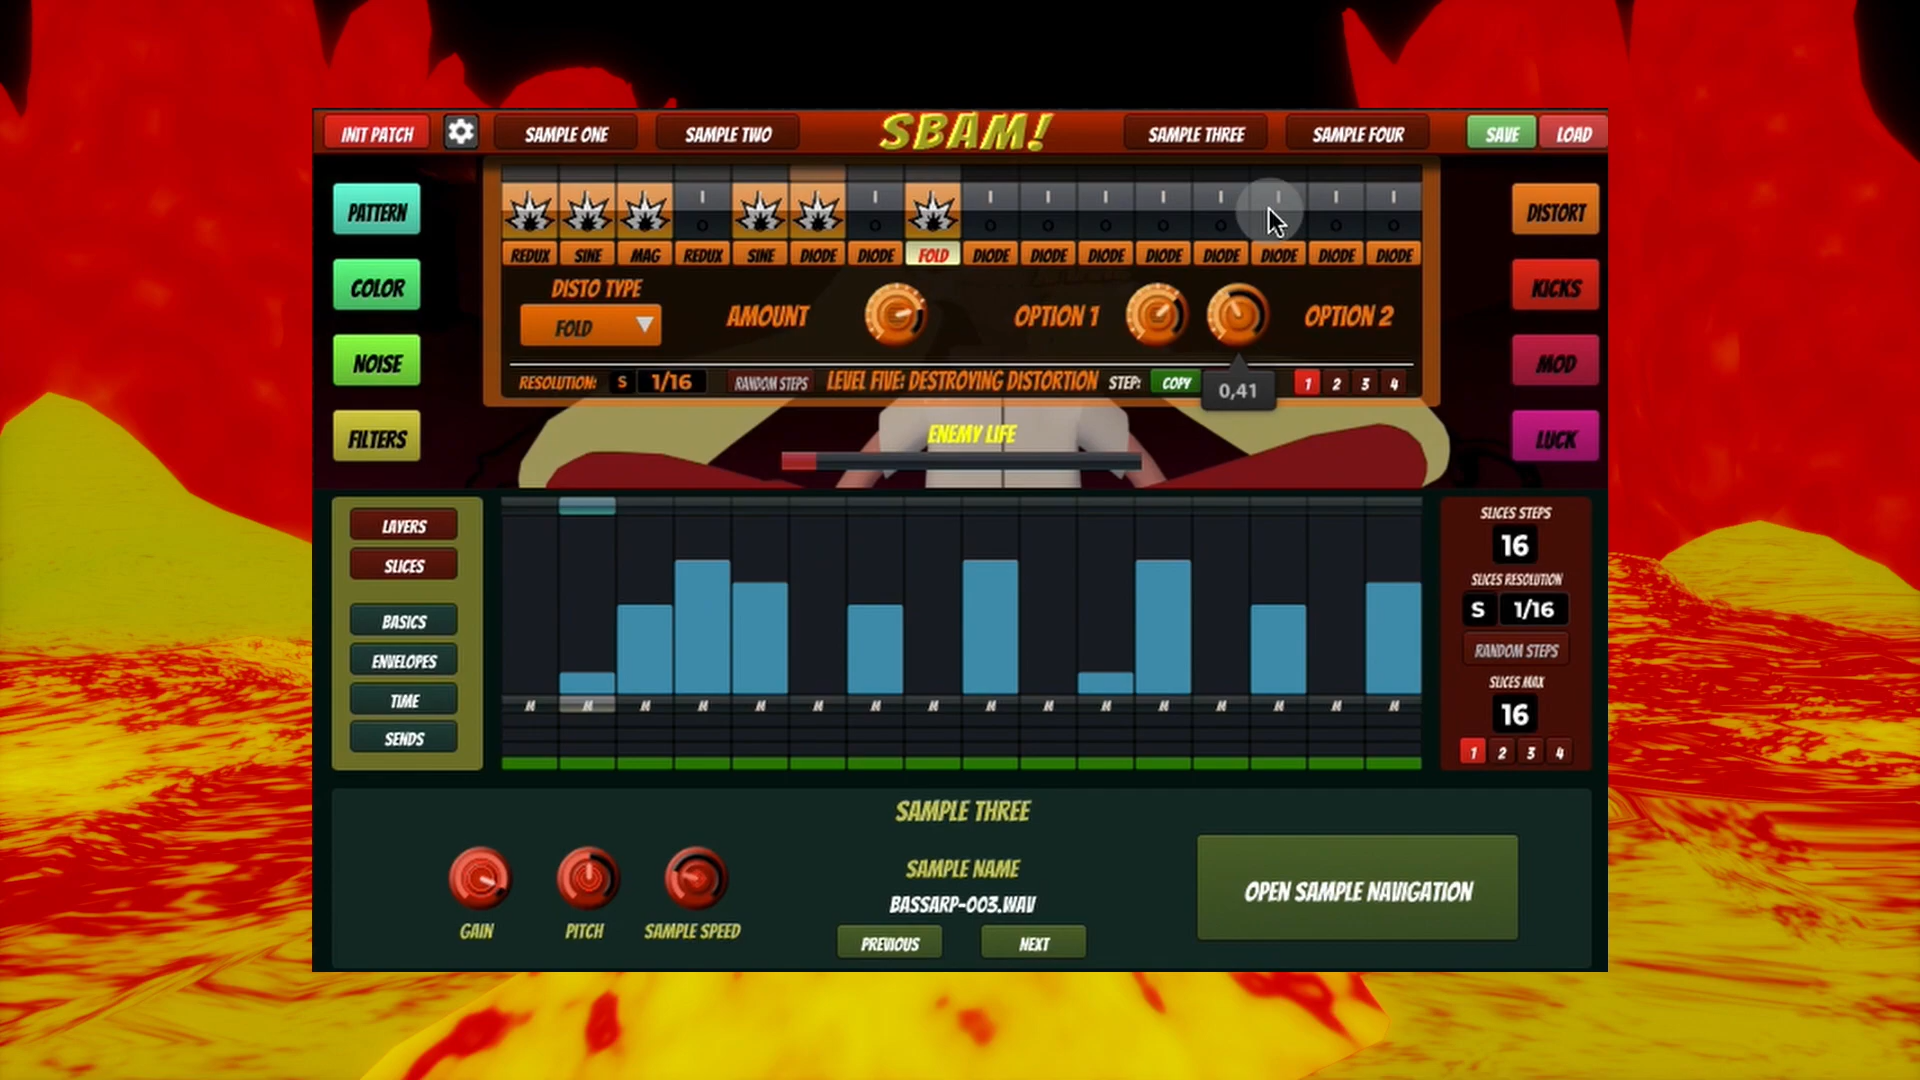 INIT PATCH SAMPLE ONE SAMPLE TWO SBAM! SAMPLE THREE SAMPLE FOUR SAVE LOAD
PATTERN
COLOR
NOISE
FILTERS
REDUX SINE MAG REDUX SINE DIODE DIODE FOLD DIODE DIODE DIODE DIODE DIODE DIODE DIODE DIODE
DISTO TYPE
FOLD
AMOUNT OPTION 1 OPTION 2
RESOLUTION: S 1/16 RANDOM STEPS LEVEL FIVE: DESTROYING DISTORTION STEP: COPY 0,41 1 2 3 4
DISTORT
KICKS
MOD
LUCK
ENEMY LIFE
LAYERS
SLICES
BASICS
ENVELOPES
TIME
SENDS
M M M M M M M M M M M M M M M M
SLICES STEPS
16
SLICES RESOLUTION
S 1/16
RANDOM STEPS
SLICES MAX
16
1 2 3 4
SAMPLE THREE
GAIN PITCH SAMPLE SPEED
SAMPLE NAME
BASSARP-003.WAV
PREVIOUS NEXT
OPEN SAMPLE NAVIGATION